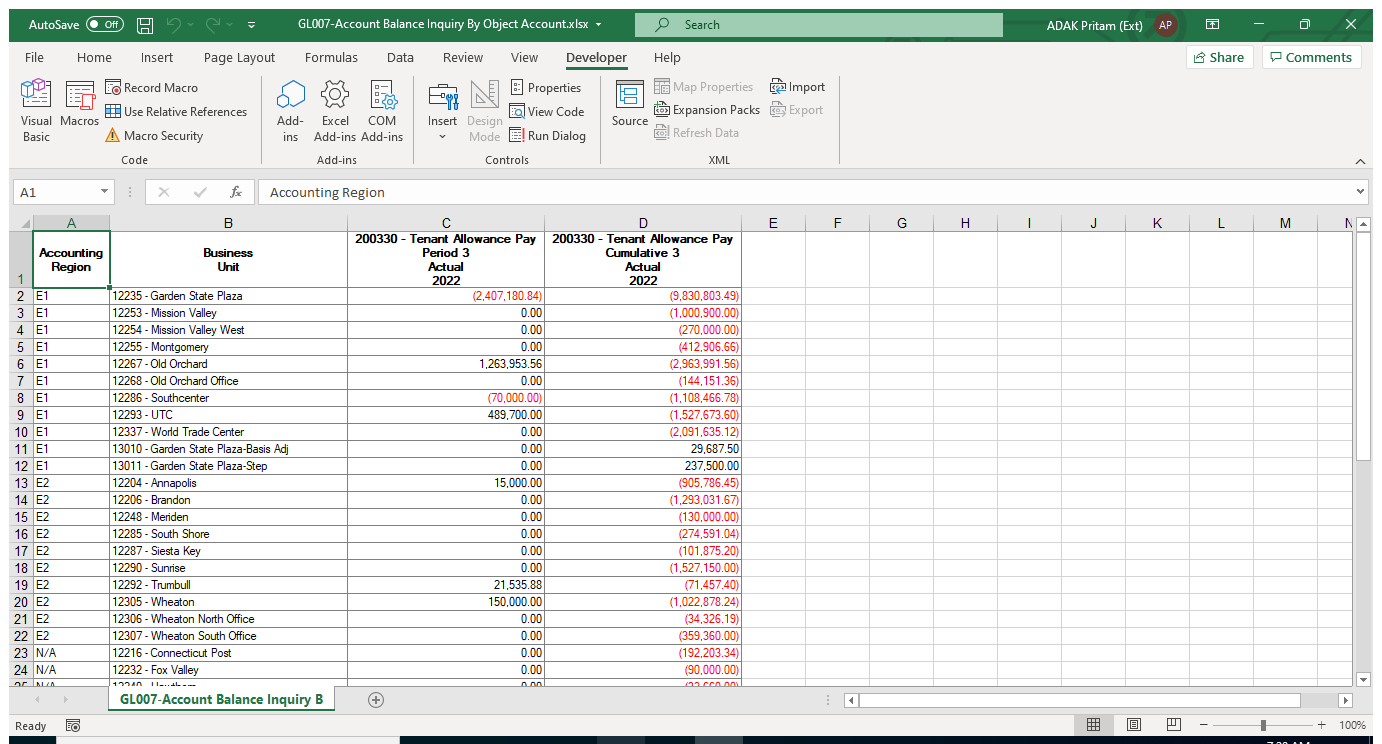 AutoSave Off GL007-Account Balance Inquiry By Object Account.xlsx Search ADAK Pritam (Ext) AP
File Home Insert Page Layout Formulas Data Review View Developer Help Share Comments
Visual Basic
Macros
Record Macro
Use Relative References
Macro Security
Code
Add-ins
Excel Add-ins
COM Add-ins
Add-ins
Insert
Design Mode
Properties
View Code
Run Dialog
Controls
Source
Map Properties
Expansion Packs
Refresh Data
Import
Export
XML
A1 fx Accounting Region
A B C D E F G H I J K L M N
1 Accounting Region Business Unit 200330 - Tenant Allowance Pay Period 3 Actual 2022 200330 - Tenant Allowance Pay Cumulative 3 Actual 2022
2 E1 12235 - Garden State Plaza (2,407,180.84) (9,830,803.49)
3 E1 12253 - Mission Valley 0.00 (1,000,900.00)
4 E1 12254 - Mission Valley West 0.00 (270,000.00)
5 E1 12255 - Montgomery 0.00 (412,906.66)
6 E1 12267 - Old Orchard 1,263,953.56 (2,963,991.56)
7 E1 12268 - Old Orchard Office 0.00 (144,151.36)
8 E1 12286 - Southcenter (70,000.00) (1,108,466.78)
9 E1 12293 - UTC 489,700.00 (1,527,673.60)
10 E1 12337 - World Trade Center 0.00 (2,091,635.12)
11 E1 13010 - Garden State Plaza-Basis Adj 0.00 29,687.50
12 E1 13011 - Garden State Plaza-Step 0.00 237,500.00
13 E2 12204 - Annapolis 15,000.00 (905,786.45)
14 E2 12206 - Brandon 0.00 (1,293,031.67)
15 E2 12248 - Meriden 0.00 (130,000.00)
16 E2 12285 - South Shore 0.00 (274,591.04)
17 E2 12287 - Siesta Key 0.00 (101,875.20)
18 E2 12290 - Sunrise 0.00 (1,527,150.00)
19 E2 12292 - Trumbull 21,535.88 (71,457.40)
20 E2 12305 - Wheaton 150,000.00 (1,022,878.24)
21 E2 12306 - Wheaton North Office 0.00 (34,326.19)
22 E2 12307 - Wheaton South Office 0.00 (359,360.00)
23 N/A 12216 - Connecticut Post 0.00 (192,203.34)
24 N/A 12232 - Fox Valley 0.00 (90,000.00)
GL007-Account Balance Inquiry B
Ready 100%